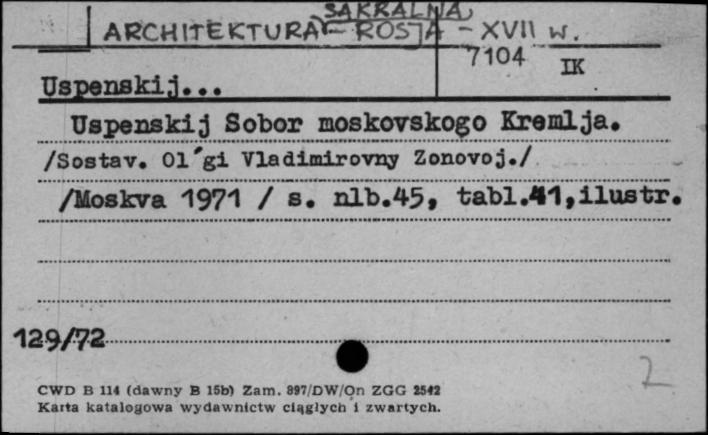 SAKRALNA
ARCHITEKTURA - ROSJA - XVII w.
7104 IK
Uspenskij...
Uspenskij Sobor moskovskogo Kremlja.
/Sostav. Ol´gi Vladimirovny Zonovoj./
/Moskva 1971 / s. nlb.45, tabl.41,ilustr.
129/72
2
CWD B 114 (dawny B 15b) Zam. 897/DW/On ZGG 2542
Karta katalogowa wydawnictw ciągłych i zwartych.